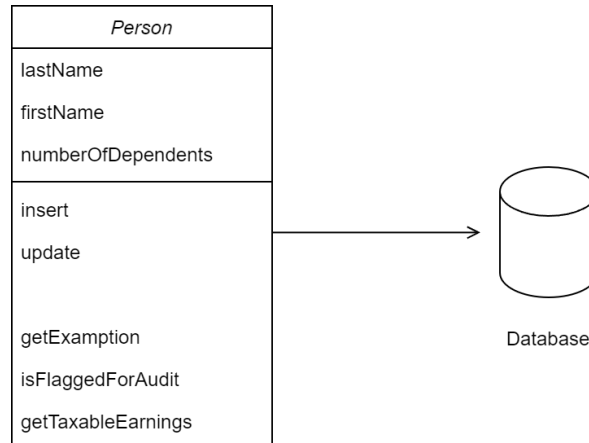 Person
lastName
firstName
numberOfDependents
insert
update
Database
getExamption
isFlaggedForAudit
getTaxableEarnings